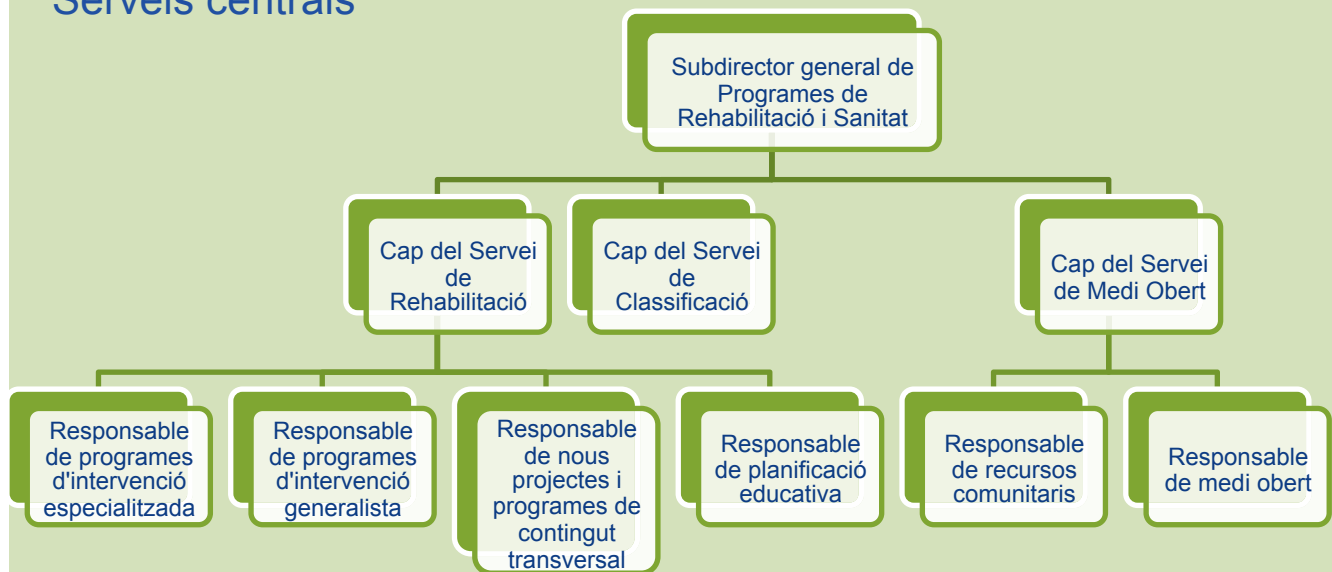 Serveis centrals
Subdirector general de
Programes de
Rehabilitació i Sanitat
Cap del Servei
de
Rehabilitació
Cap del Servei
de
Classificació
Cap del Servei
de Medi Obert
Responsable
de programes
d'intervenció
especialitzada
Responsable
de programes
d'intervenció
generalista
Responsable
de nous
projectes i
programes de
contingut
transversal
Responsable
de planificació
educativa
Responsable
de recursos
comunitaris
Responsable
de medi obert